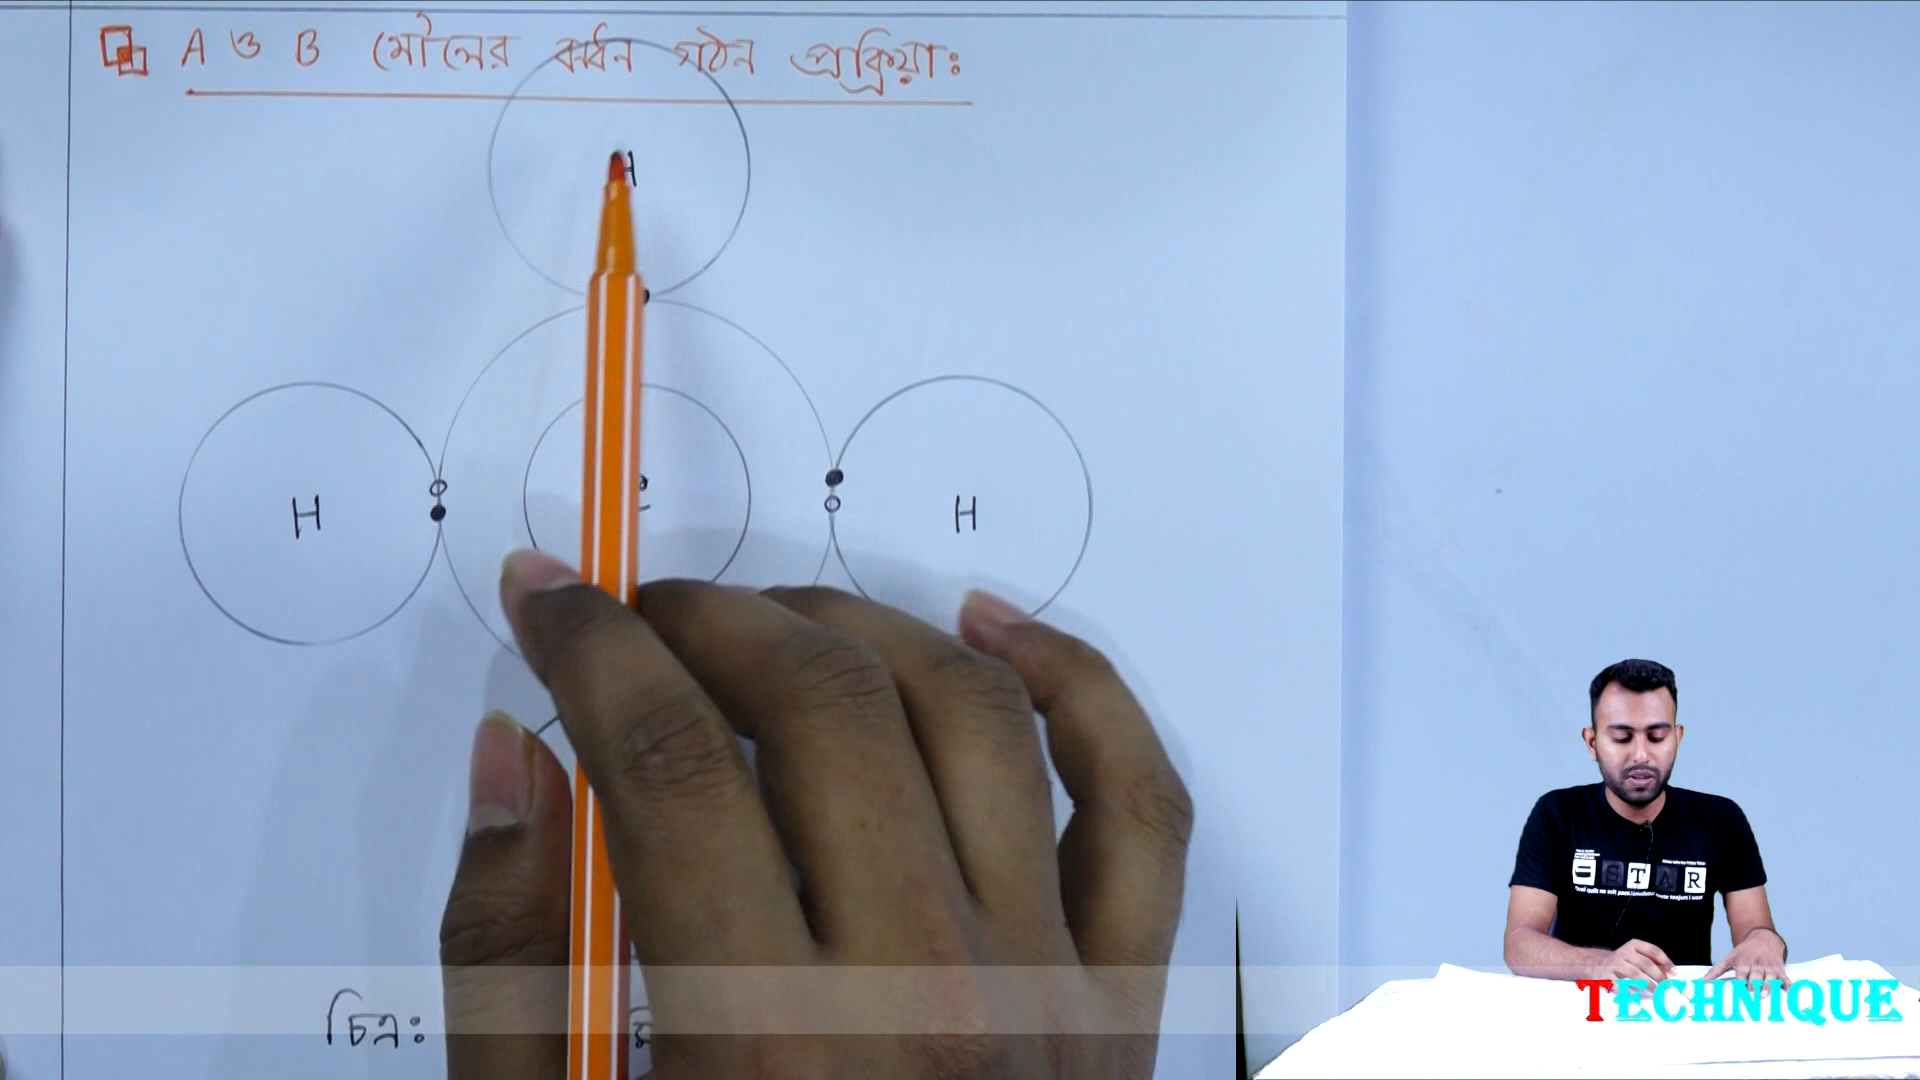 A ও B মৌলের বন্ধন গঠন প্রক্রিয়াঃ
H
H
H
চিত্রঃ
STAR
TECHNIQUE